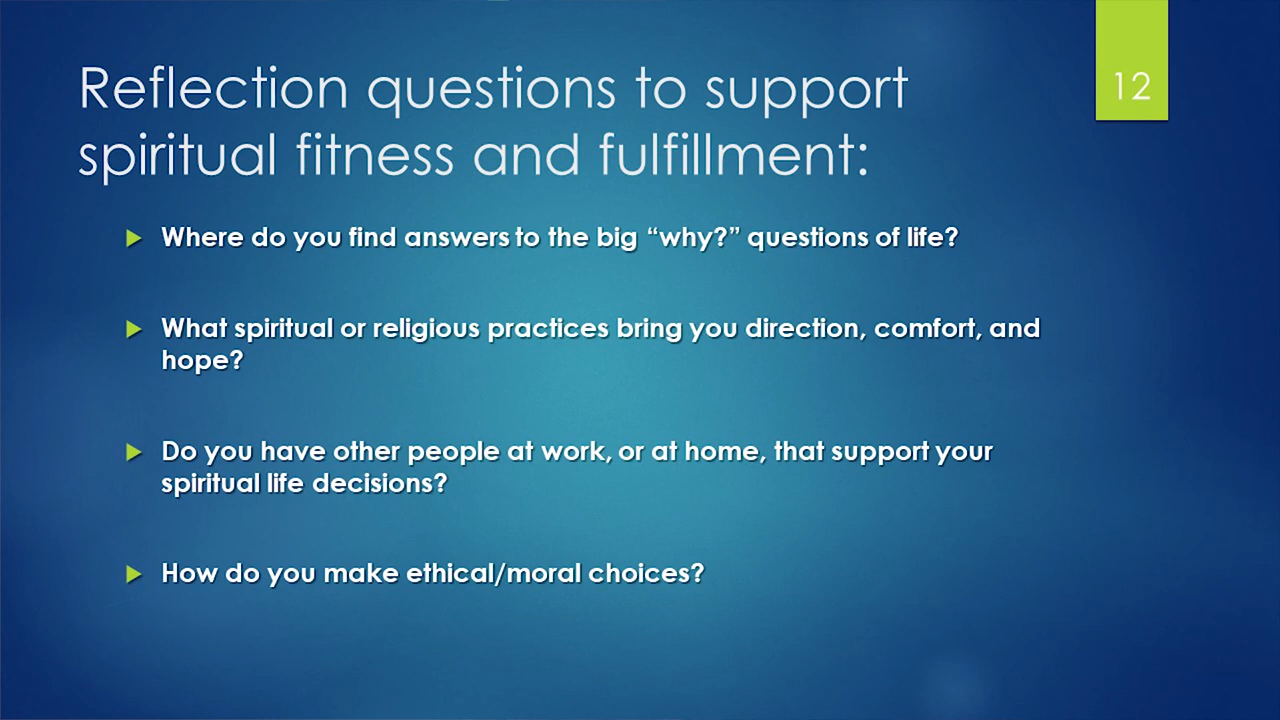 Reflection questions to support
spiritual fitness and fulfillment:
12
Where do you find answers to the big “why?” questions of life?
What spiritual or religious practices bring you direction, comfort, and
hope?
Do you have other people at work, or at home, that support your
spiritual life decisions?
How do you make ethical/moral choices?